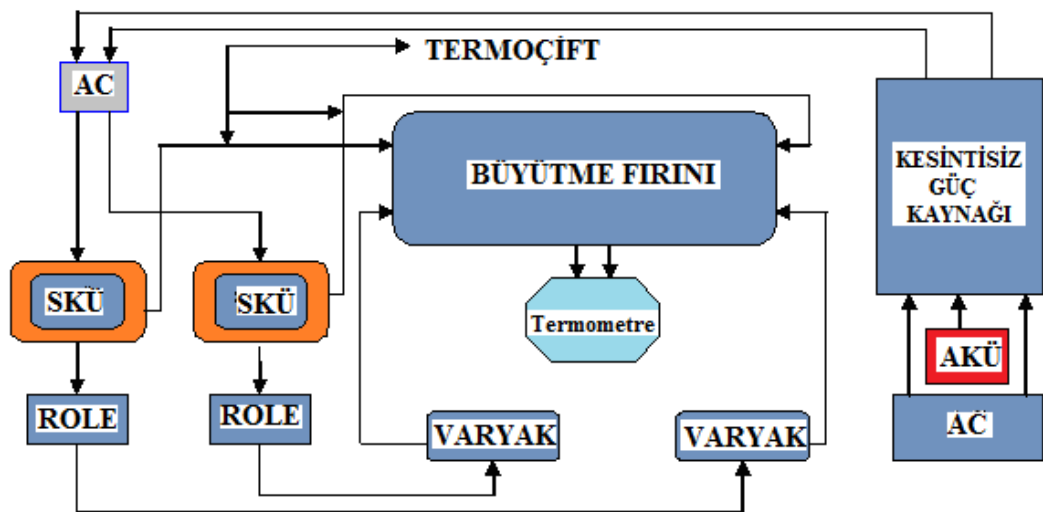 TERMOÇİFT
AC
BÜYÜTME FIRINI
KESİNTİSİZ
GÜÇ
KAYNAĞI
SKÜ
SKÜ
Termometre
AKÜ
ROLE
ROLE
VARYAK
VARYAK
AC